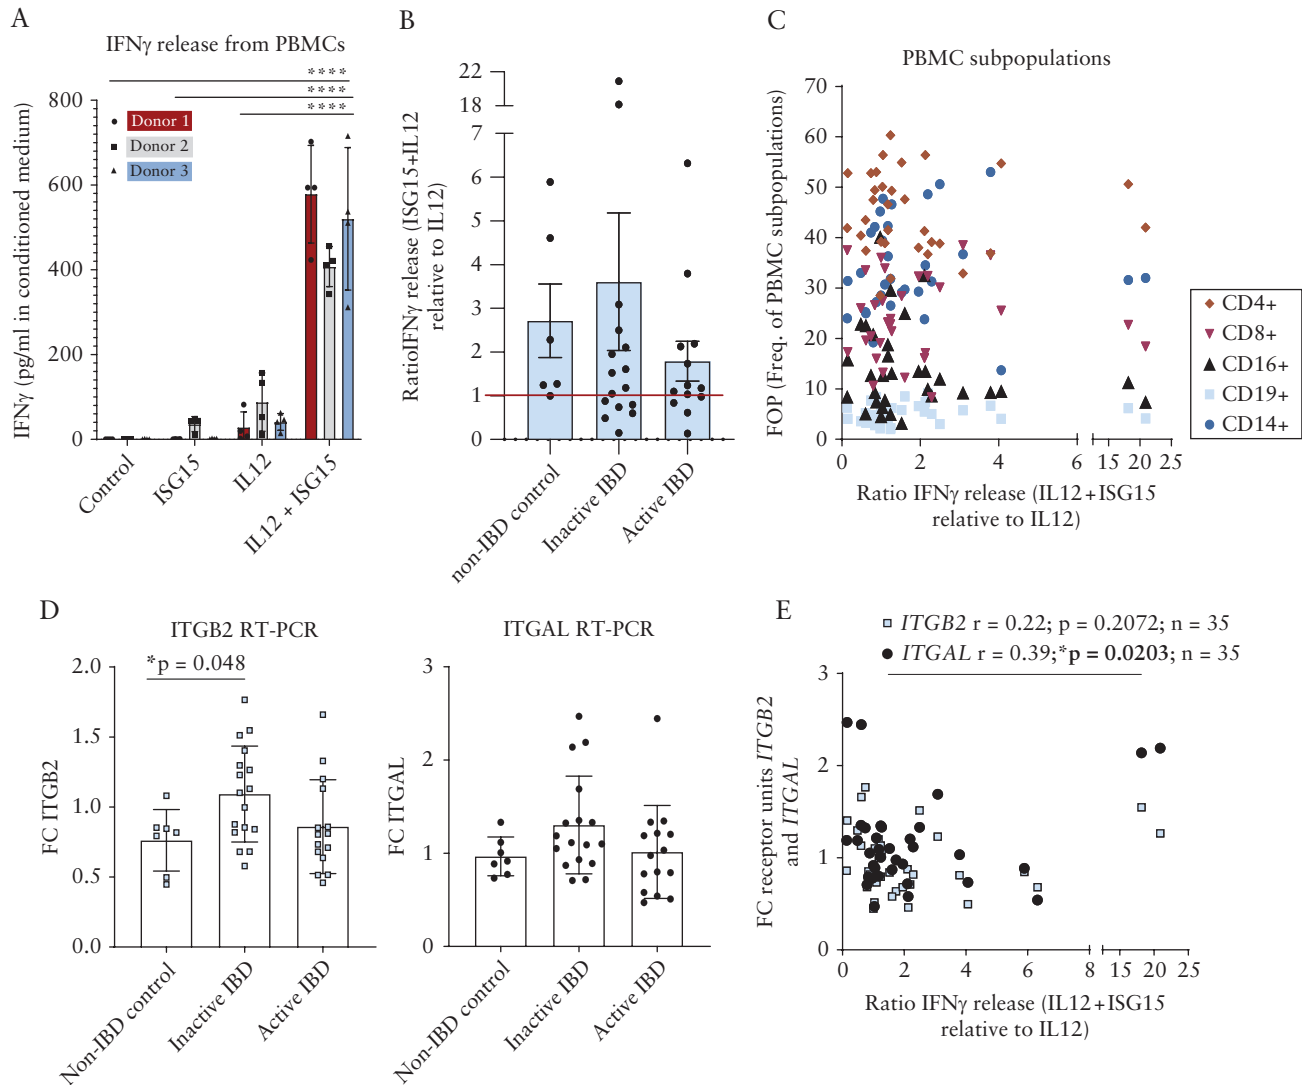 A
IFNγ release from PBMCs
****
****
****
IFNγ (pg/ml in conditioned medium)
800
600
400
200
0
Donor 1
Donor 2
Donor 3
Control
ISG15
IL12
IL12 + ISG15
B
RatioIFNγ release (ISG15+IL12
relative to IL12)
22
18
7
6
5
4
3
2
1
0
non-IBD control
Inactive IBD
Active IBD
C
PBMC subpopulations
FOP (Freq. of PBMC subpopulations)
70
60
50
40
30
20
10
0
0 2 4 6 15 20 25
Ratio IFNγ release (IL12+ISG15
relative to IL12)
CD4+
CD8+
CD16+
CD19+
CD14+
D
ITGB2 RT-PCR
*p = 0.048
FC ITGB2
2.0
1.5
1.0
0.5
0.0
Non-IBD control
Inactive IBD
Active IBD
ITGAL RT-PCR
FC ITGAL
3
2
1
0
Non-IBD control
Inactive IBD
Active IBD
E
ITGB2 r = 0.22; p = 0.2072; n = 35
ITGAL r = 0.39;*p = 0.0203; n = 35
FC receptor units ITGB2
and ITGAL
3
2
1
0
0 2 4 6 8 15 20 25
Ratio IFNγ release (IL12+ISG15
relative to IL12)